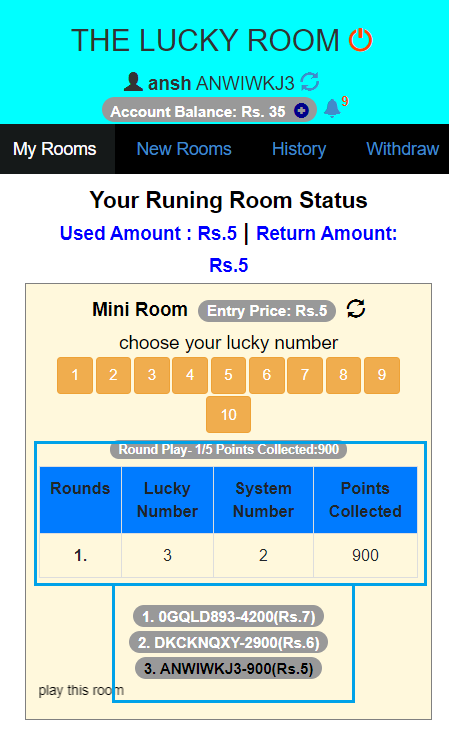 THE LUCKY ROOM
ansh ANWIWKJ3
Account Balance: Rs. 35
9
My Rooms New Rooms History Withdraw
Your Runing Room Status
Used Amount : Rs.5 | Return Amount:
Rs.5
Mini Room Entry Price: Rs.5
choose your lucky number
1 2 3 4 5 6 7 8 9
10
Round Play- 1/5 Points Collected:900
Rounds Lucky Number System Number Points Collected
1. 3 2 900
1. 0GQLD893-4200(Rs.7)
2. DKCKNQXY-2900(Rs.6)
3. ANWIWKJ3-900(Rs.5)
play this room